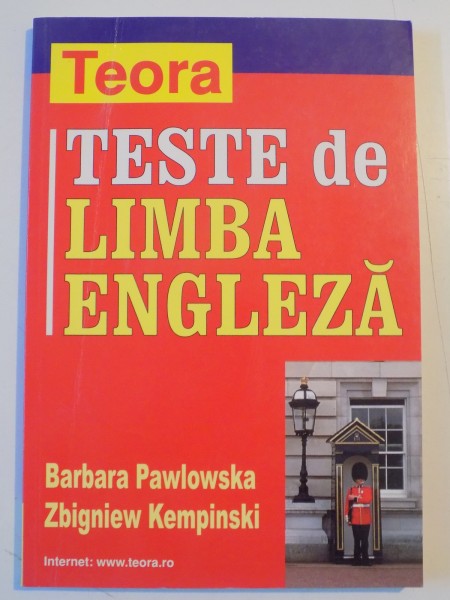 Teora
TESTE de
LIMBA
ENGLEZĂ
Barbara Pawlowska
Zbigniew Kempinski
Internet: www.teora.ro